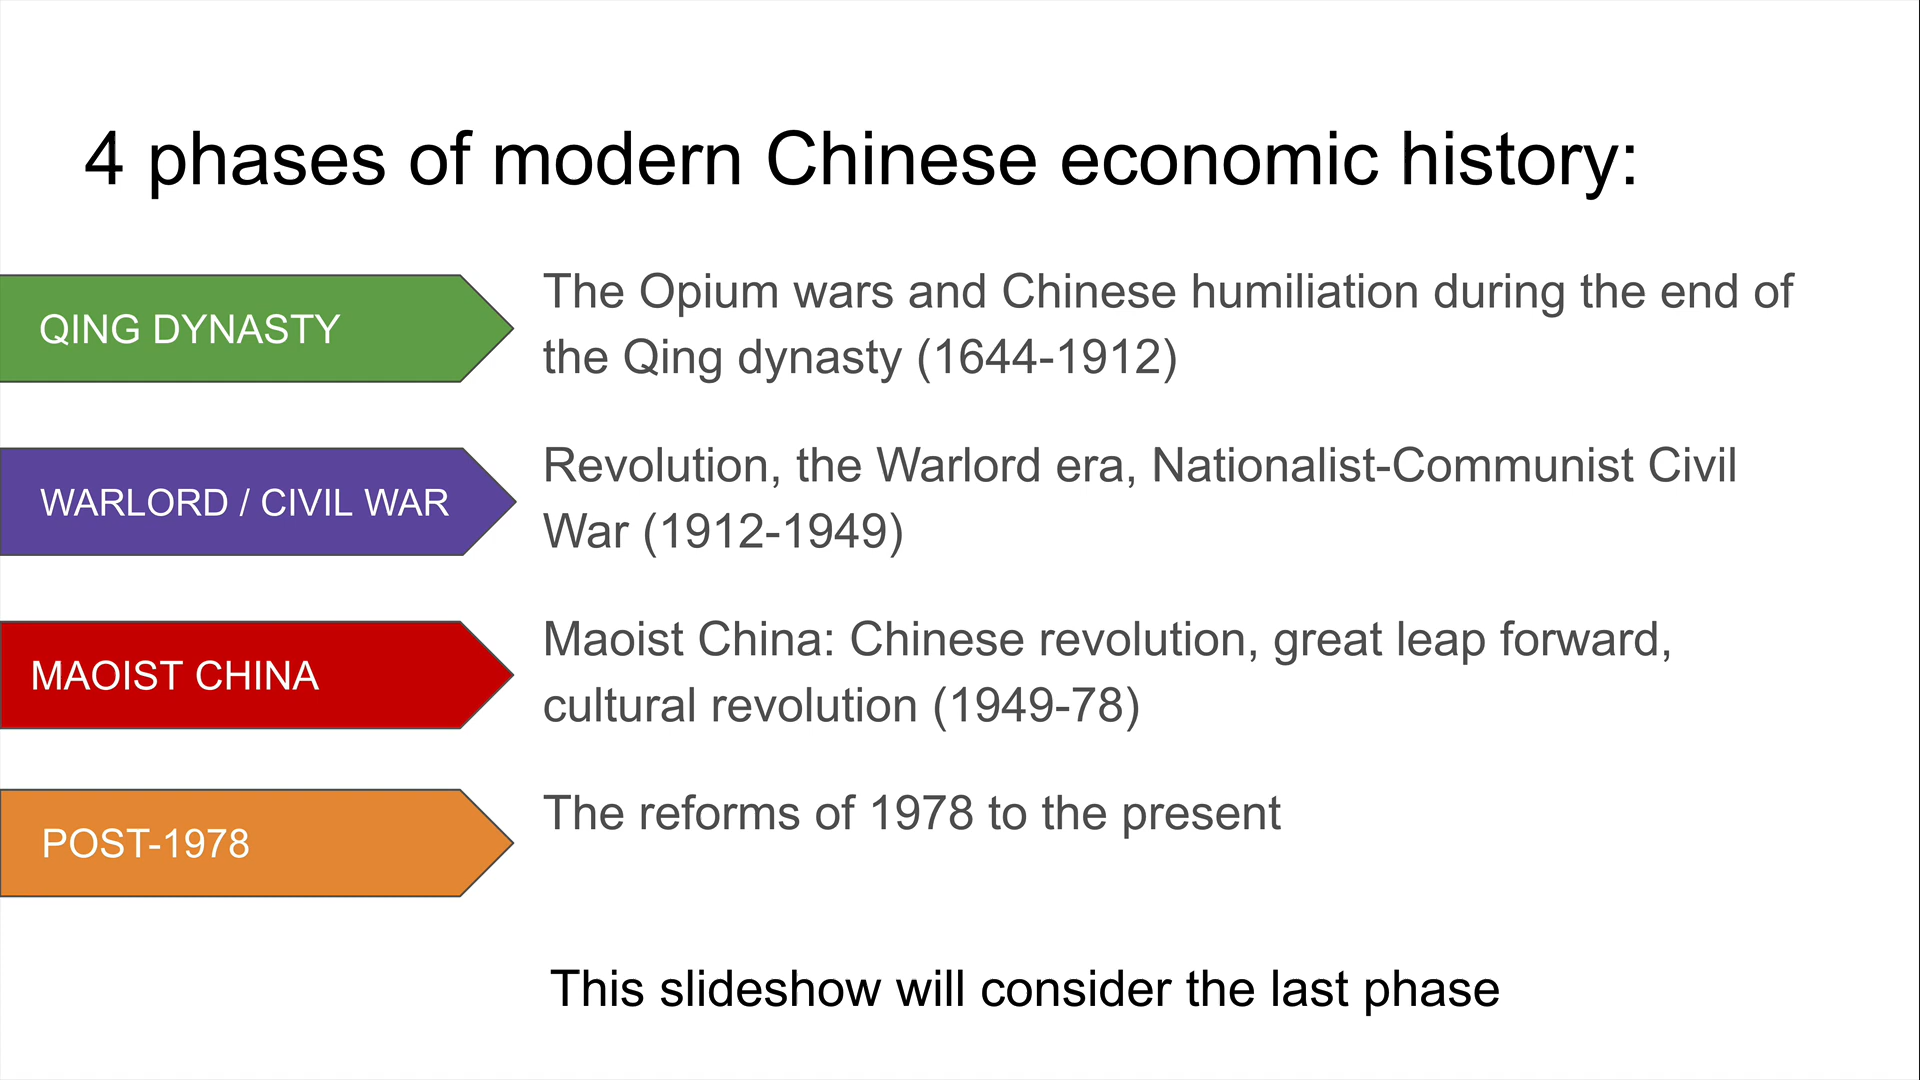 4 phases of modern Chinese economic history:
QING DYNASTY
The Opium wars and Chinese humiliation during the end of
the Qing dynasty (1644-1912)
WARLORD / CIVIL WAR
Revolution, the Warlord era, Nationalist-Communist Civil
War (1912-1949)
MAOIST CHINA
Maoist China: Chinese revolution, great leap forward,
cultural revolution (1949-78)
POST-1978
The reforms of 1978 to the present
This slideshow will consider the last phase